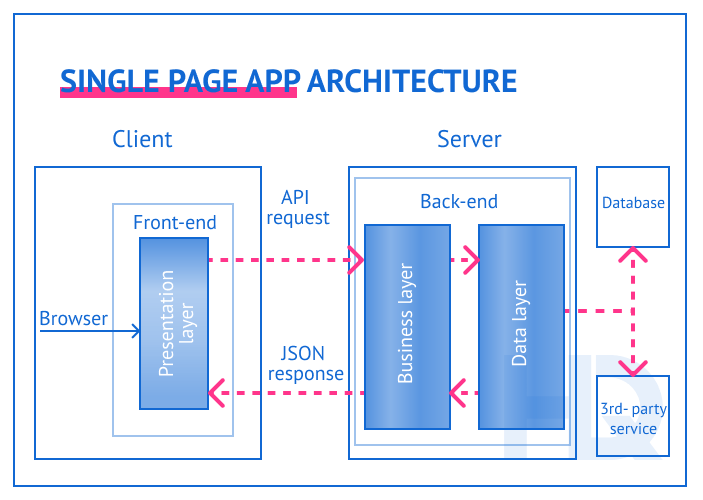 SINGLE PAGE APP ARCHITECTURE
Client
Server
API
request
Back-end
Database
Front-end
Presentation
layer
Business layer
Data layer
Browser
JSON
response
3rd- party
service